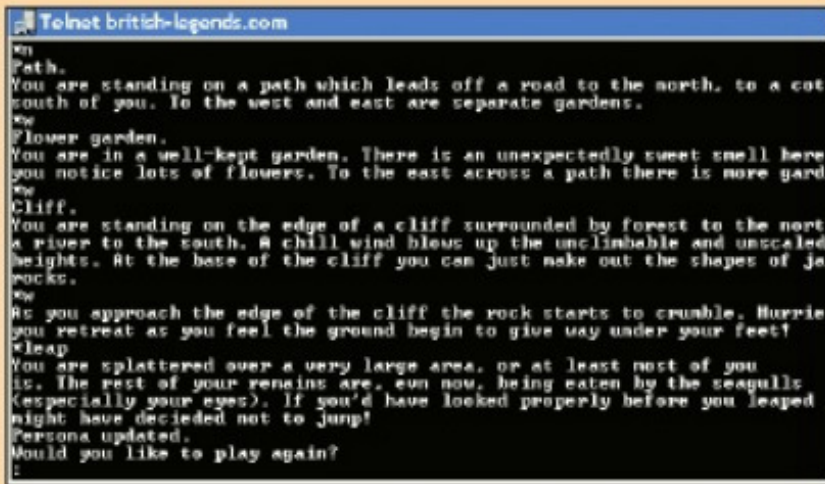 Telnet british-legends.com
*n
Path.
You are standing on a path which leads off a road to the north, to a cot
south of you. To the west and east are separate gardens.
*w
Flower garden.
You are in a well-kept garden. There is an unexpectedly sweet smell here
you notice lots of flowers. To the east across a path there is more gard
*w
Cliff.
You are standing on the edge of a cliff surrounded by forest to the nort
a river to the south. A chill wind blows up the unclimbable and unscaled
heights. At the base of the cliff you can just make out the shapes of ja
rocks.
*w
As you approach the edge of the cliff the rock starts to crumble. Hurrie
you retreat as you feel the ground begin to give way under your feet!
*leap
You are splattered over a very large area, or at least most of you
is. The rest of your remains are, evn now, being eaten by the seagulls
(especially your eyes). If you'd have looked properly before you leaped
might have decieded not to jump!
Persona updated.
Would you like to play again?
: